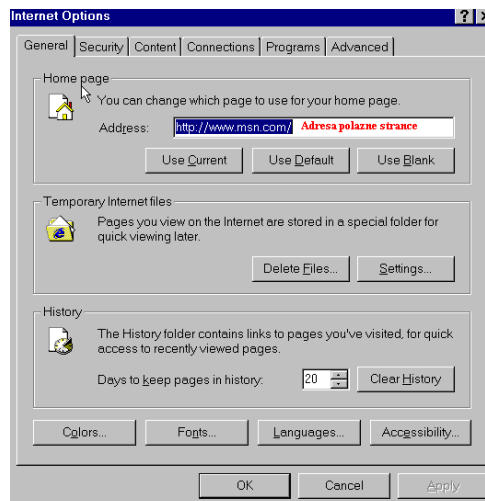 Internet Options
General Security Content Connections Programs Advanced
Home page
You can change which page to use for your home page.
Address: http://www.msn.com/ Adresa polazne strance
Use Current Use Default Use Blank
Temporary Internet files
Pages you view on the Internet are stored in a special folder for
quick viewing later.
Delete Files... Settings...
History
The History folder contains links to pages you've visited, for quick
access to recently viewed pages.
Days to keep pages in history: 20 Clear History
Colors... Fonts... Languages... Accessibility...
OK Cancel Apply